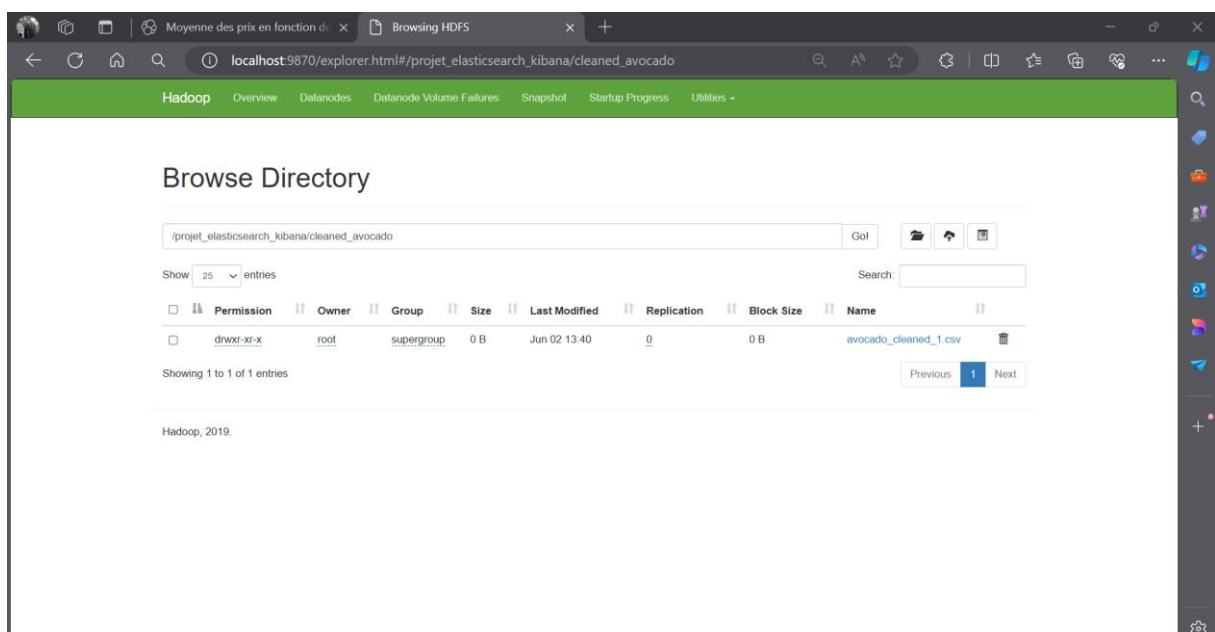 Moyenne des prix en fonction d
Browsing HDFS
localhost:9870/explorer.html#/projet_elasticsearch_kibana/cleaned_avocado
Hadoop Overview Datanodes Datanode Volume Failures Snapshot Startup Progress Utilities
Browse Directory
/projet_elasticsearch_kibana/cleaned_avocado Go!
Show 25 entries Search:
Permission Owner Group Size Last Modified Replication Block Size Name
drwxr-xr-x root supergroup 0 B Jun 02 13:40 0 0 B avocado_cleaned_1.csv
Showing 1 to 1 of 1 entries Previous 1 Next
Hadoop, 2019.